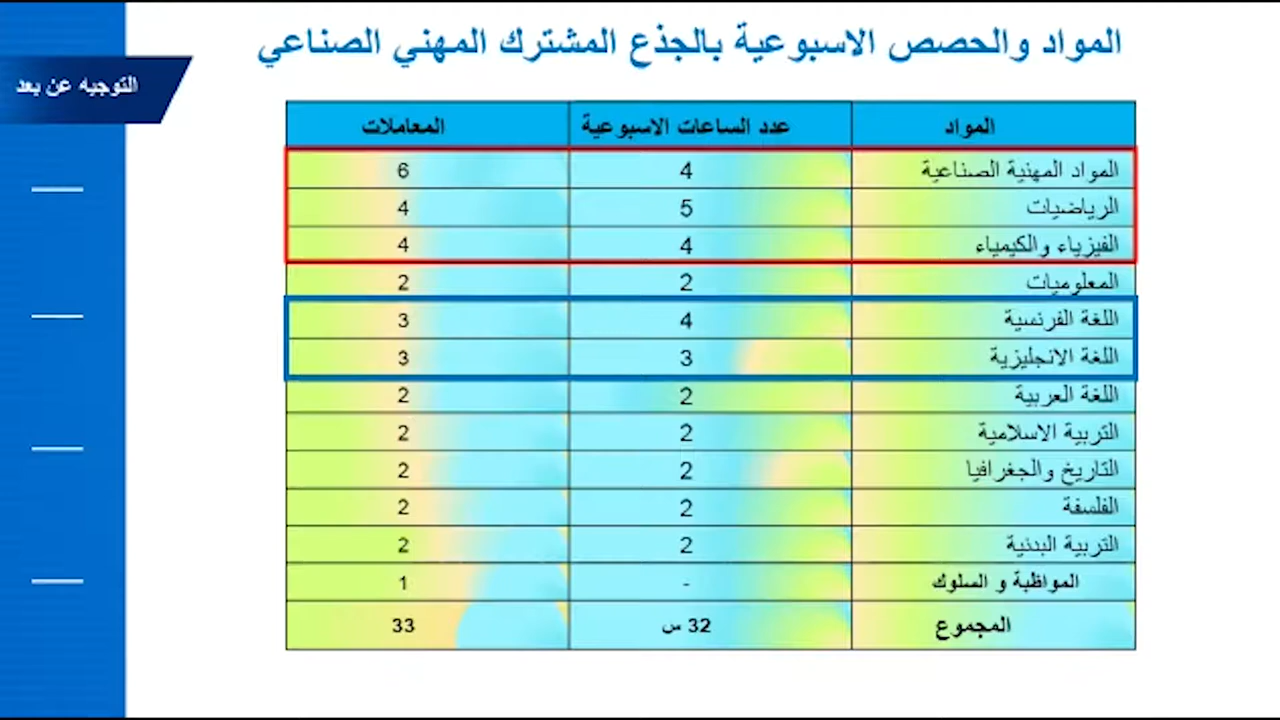 المواد والحصص الاسبوعية بالجذع المشترك المهني الصناعي
التوجيه عن بعد
المواد عدد الساعات الاسبوعية المعاملات
المواد المهنية الصناعية 4 6
الرياضيات 5 4
الفيزياء والكيمياء 4 4
المعلوميات 2 2
اللغة الفرنسية 4 3
اللغة الانجليزية 3 3
اللغة العربية 2 2
التربية الاسلامية 2 2
التاريخ والجغرافيا 2 2
الفلسفة 2 2
التربية البدنية 2 2
المواظبة و السلوك - 1
المجموع 32 س 33